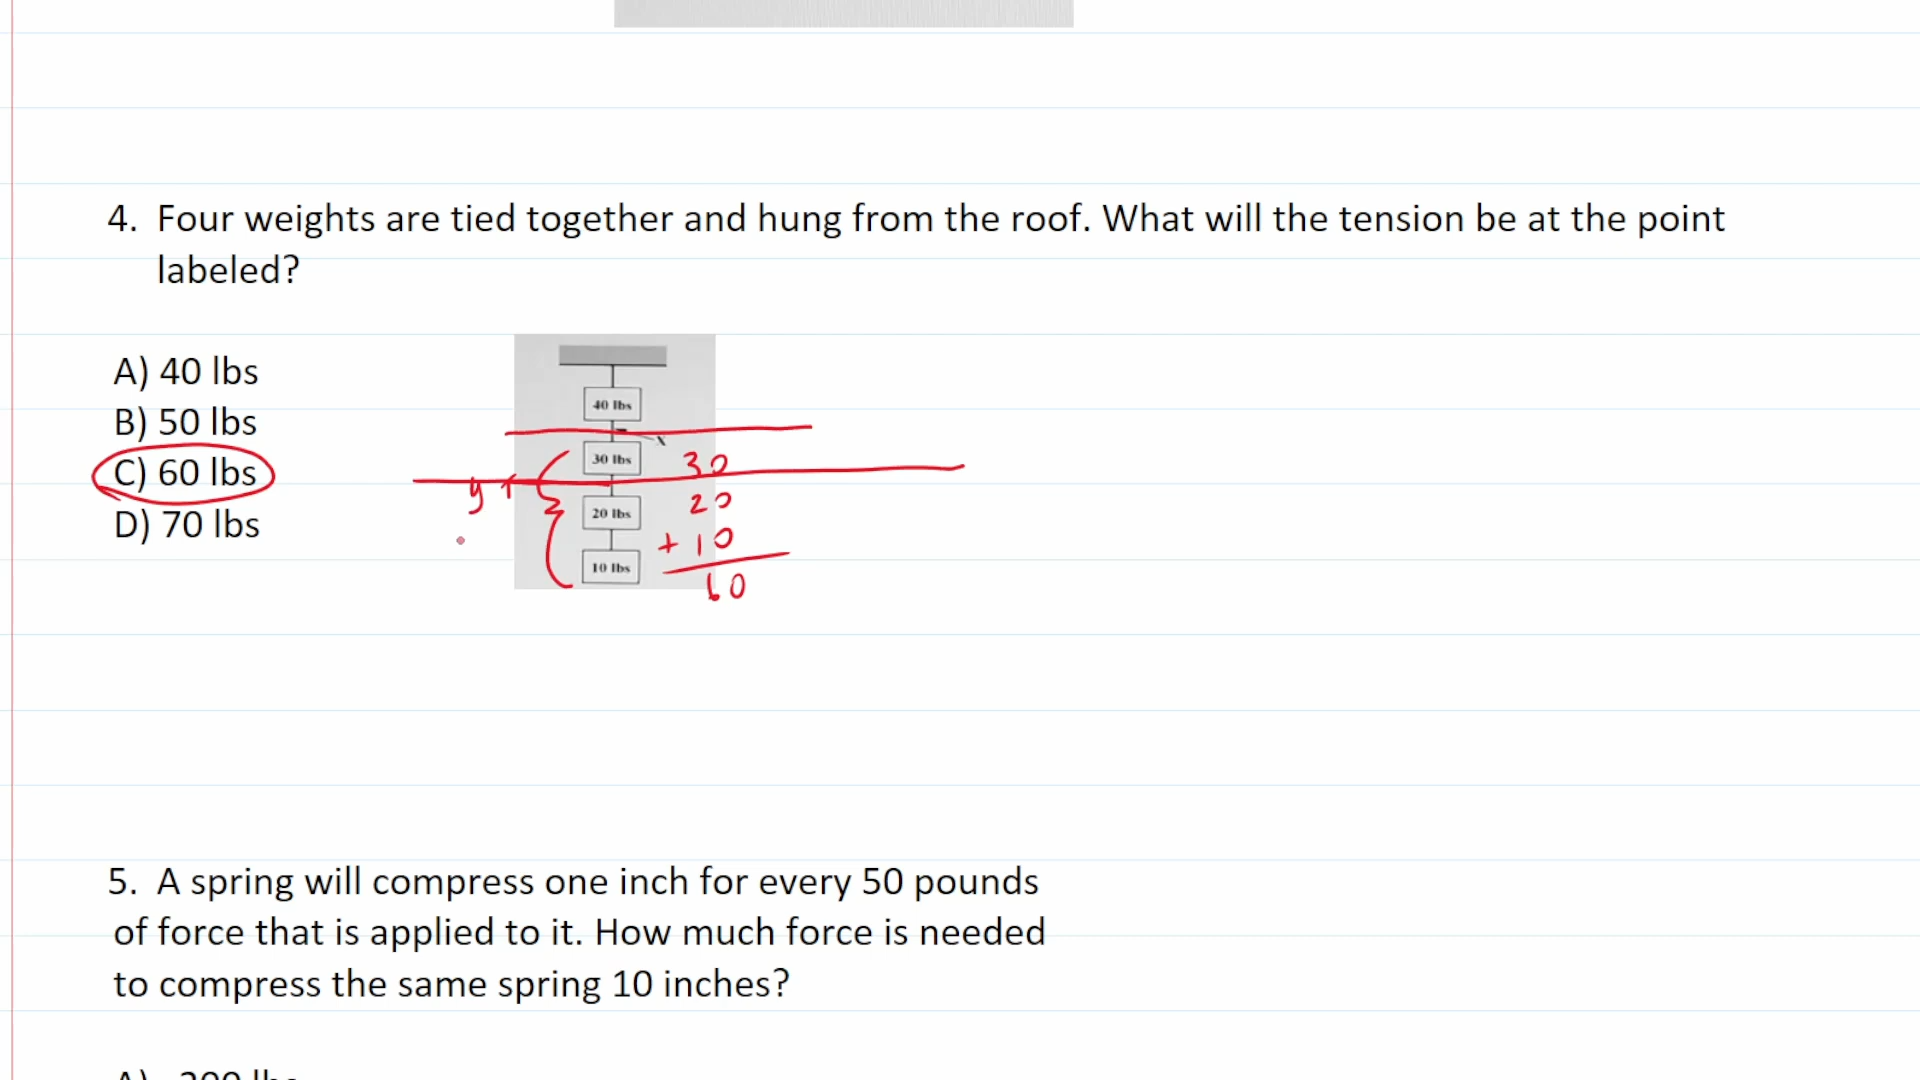 4. Four weights are tied together and hung from the roof. What will the tension be at the point
labeled?
A) 40 lbs
B) 50 lbs
C) 60 lbs
D) 70 lbs
40 lbs
X
30 lbs
30
y
20 lbs
20
+ 10
10 lbs
60
5. A spring will compress one inch for every 50 pounds
of force that is applied to it. How much force is needed
to compress the same spring 10 inches?